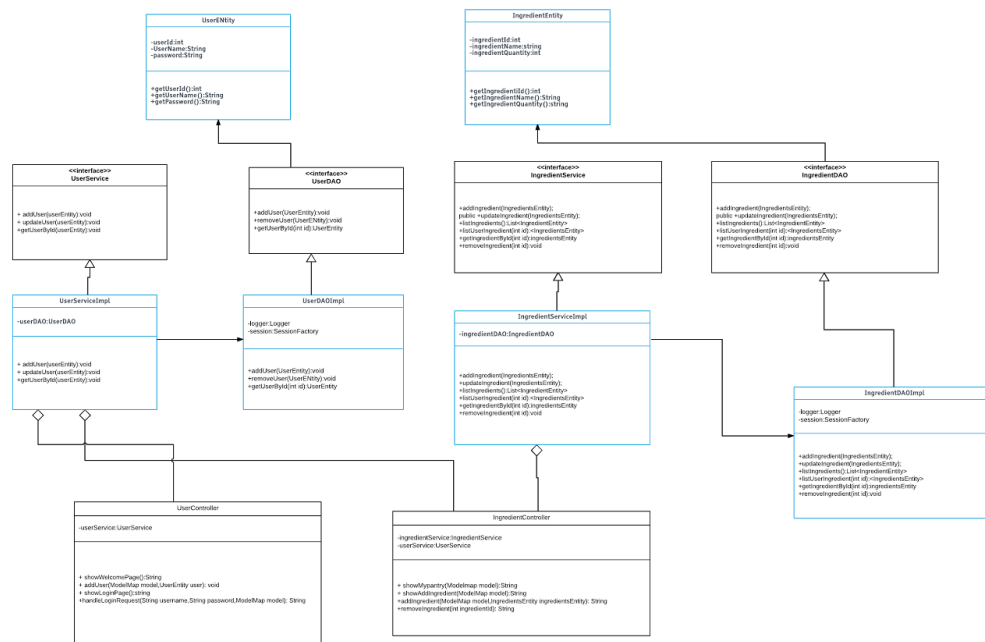 UserENtity
-userId:int
-UserName:String
-password:String
+getUserId():int
+getUserName():String
+getPassword():String
IngredientEntity
-ingredientId:int
-ingredientName:string
-ingredientQuantity:int
+getIngredientiId():int
+getIngredientName():String
+getIngredientQuantity():string
<<interface>>
UserService
+ addUser(userEntity):void
+ updateUser(userEntity):void
+getUserById(userEntity):void
<<interface>>
UserDAO
+addUser(UserEntity):void
+removeUser(UserENtity):void
+getUserById(int id):UserEntity
<<interface>>
IngredientService
+addIngredient(IngredientsEntity);
public +updateIngredient(IngredientsEntity);
+listIngredients():List<IngredientEntity>
+listUserIngredient(int id):<IngredientsEntity>
+getIngredientById(int id):ingredientsEntity
+removeIngredient(int id):void
<<interface>>
IngredientDAO
+addIngredient(IngredientsEntity);
public +updateIngredient(IngredientsEntity);
+listIngredients():List<IngredientEntity>
+listUserIngredient(int id):<IngredientsEntity>
+getIngredientById(int id):ingredientsEntity
+removeIngredient(int id):void
UserServiceImpl
-userDAO:UserDAO
+ addUser(userEntity):void
+ updateUser(userEntity):void
+getUserById(userEntity):void
UserDAOImpl
-logger:Logger
-session:SessionFactory
+addUser(UserEntity):void
+removeUser(UserENtity):void
+getUserById(int id):UserEntity
IngredientServiceImpl
-ingredientDAO:IngredientDAO
+addIngredient(IngredientsEntity);
+updateIngredient(IngredientsEntity);
+listIngredients():List<IngredientEntity>
+listUserIngredient(int id):<IngredientsEntity>
+getIngredientById(int id):ingredientsEntity
+removeIngredient(int id):void
IngredientDAOImpl
-logger:Logger
-session:SessionFactory
+addIngredient(IngredientsEntity);
+updateIngredient(IngredientsEntity);
+listIngredients():List<IngredientEntity>
+listUserIngredient(int id):<IngredientsEntity>
+getIngredientById(int id):ingredientsEntity
+removeIngredient(int id):void
UserController
-userService:UserService
+ showWelcomePage():String
+ addUser(ModelMap model,UserEntity user): void
+ showLoginPage():string
+handleLoginRequest(String username,String password,ModelMap model): String
IngredientController
-ingredientService:IngredientService
-userService:UserService
+ showMypantry(Modelmap model):String
+ showAddIngredient(ModelMap model):String
+addIngredient(ModelMap model,IngredientsEntity ingredientsEntity): String
+removeIngredient(int ingredientId): String